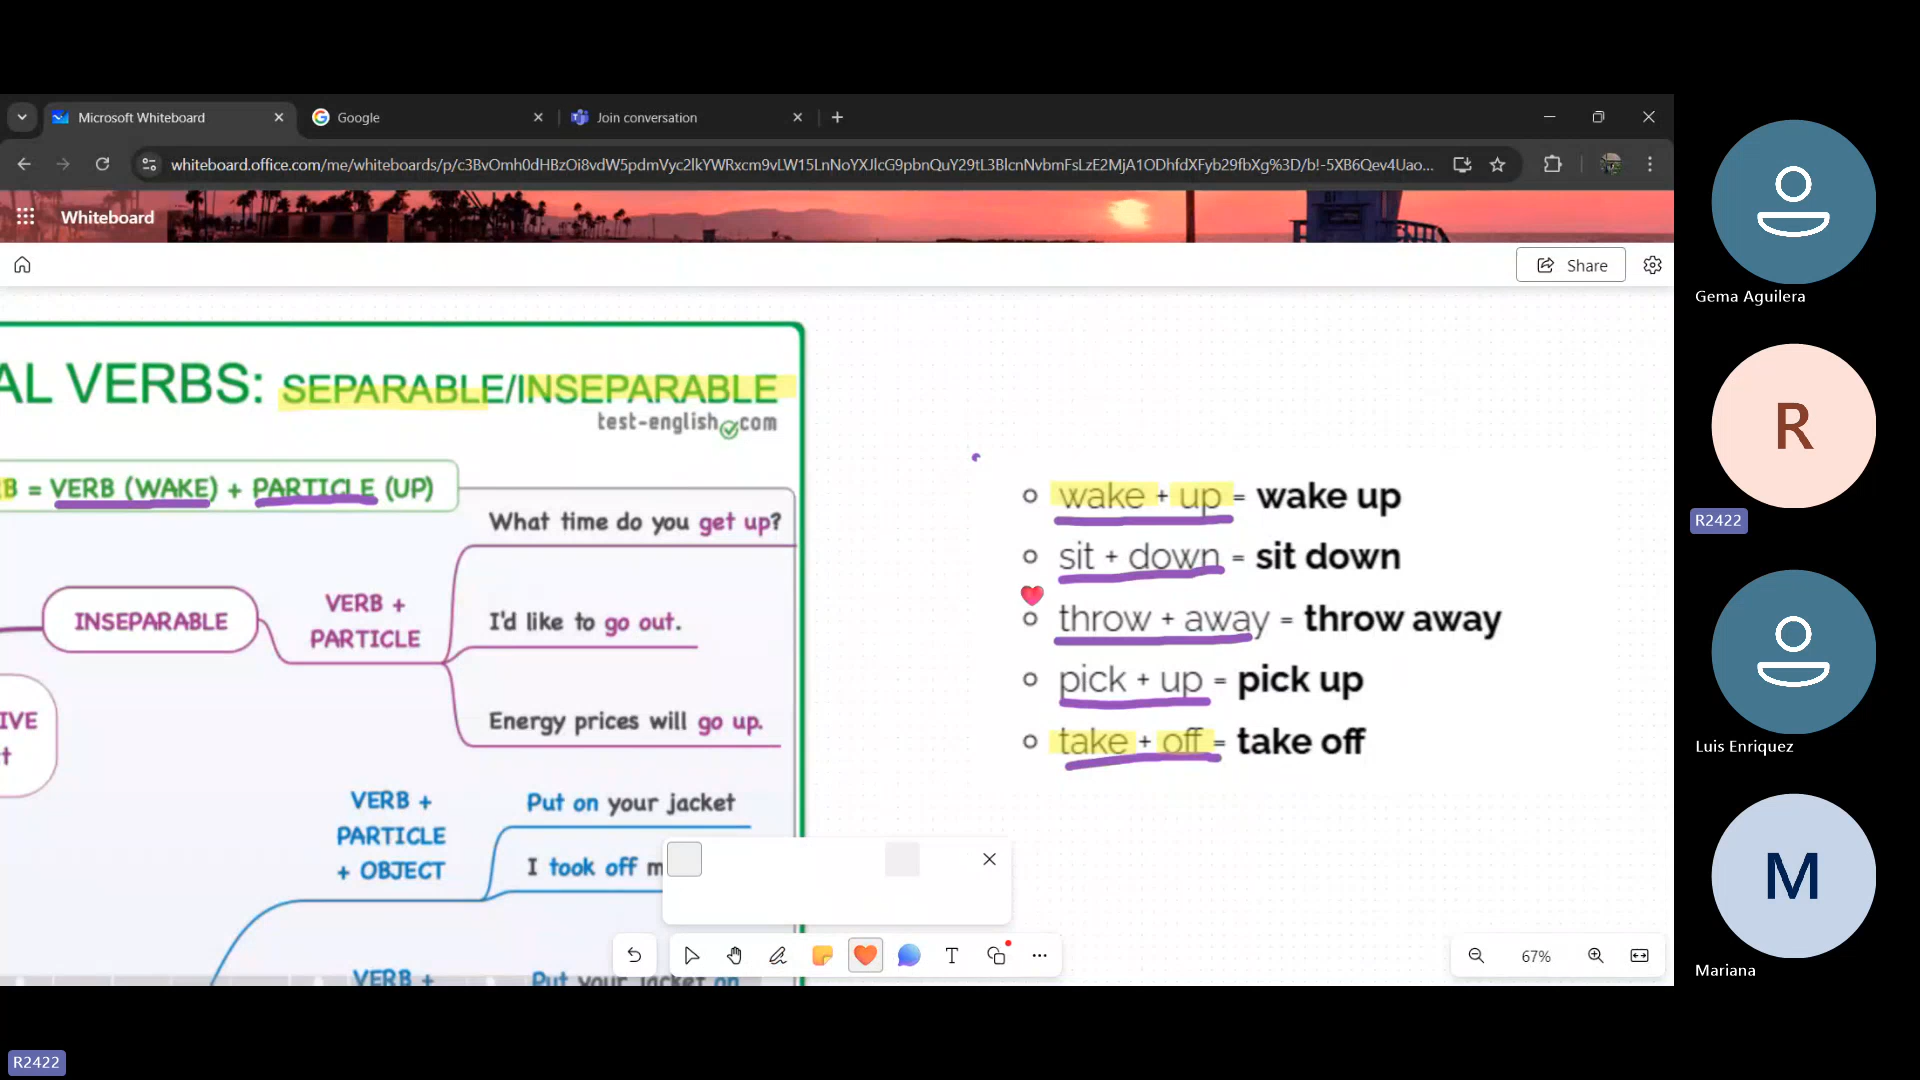 Microsoft Whiteboard
Google
Join conversation
whiteboard.office.com/me/whiteboards/p/c3BvOmh0dHBzOi8vdW5pdmVyc2lkYWRxcm9vLW15LnNoYXJlcG9pbnQuY29tL3BlcnNvbmFsLzE2MjA1ODhfdXFyb29fbXg%3D/b!-5XB6Qev4Uao...
Whiteboard
Share
AL VERBS: SEPARABLE/INSEPARABLE
test-english com
B = VERB (WAKE) + PARTICLE (UP)
What time do you get up?
INSEPARABLE
VERB +
PARTICLE
I'd like to go out.
Energy prices will go up.
IVE
t
VERB +
PARTICLE
+ OBJECT
Put on your jacket
I took off m
VERB +
Put your jacket on
wake + up = wake up
sit + down = sit down
throw + away = throw away
pick + up = pick up
take + off = take off
T
67%
Gema Aguilera
R
R2422
Luis Enriquez
M
Mariana
R2422